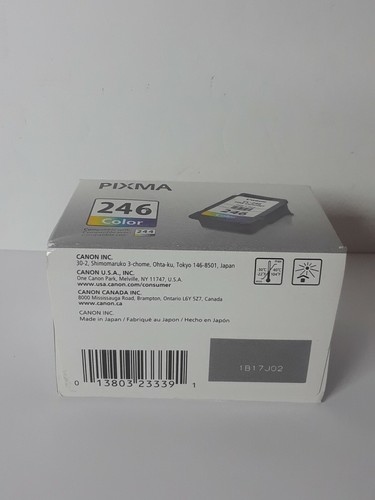 PIXMA
246
Color
244
246
CANON INC.
30-2, Shimomaruko 3-chome, Ohta-ku, Tokyo 146-8501, Japan
CANON U.S.A., INC.
One Canon Park, Melville, NY 11747, U.S.A.
www.usa.canon.com/consumer
CANON CANADA INC.
8000 Mississauga Road, Brampton, Ontario L6Y 5Z7, Canada
www.canon.ca
CANON INC.
Made in Japan / Fabriqué au Japon / Hecho en Japón
1B17J02
0 13803 23339 1